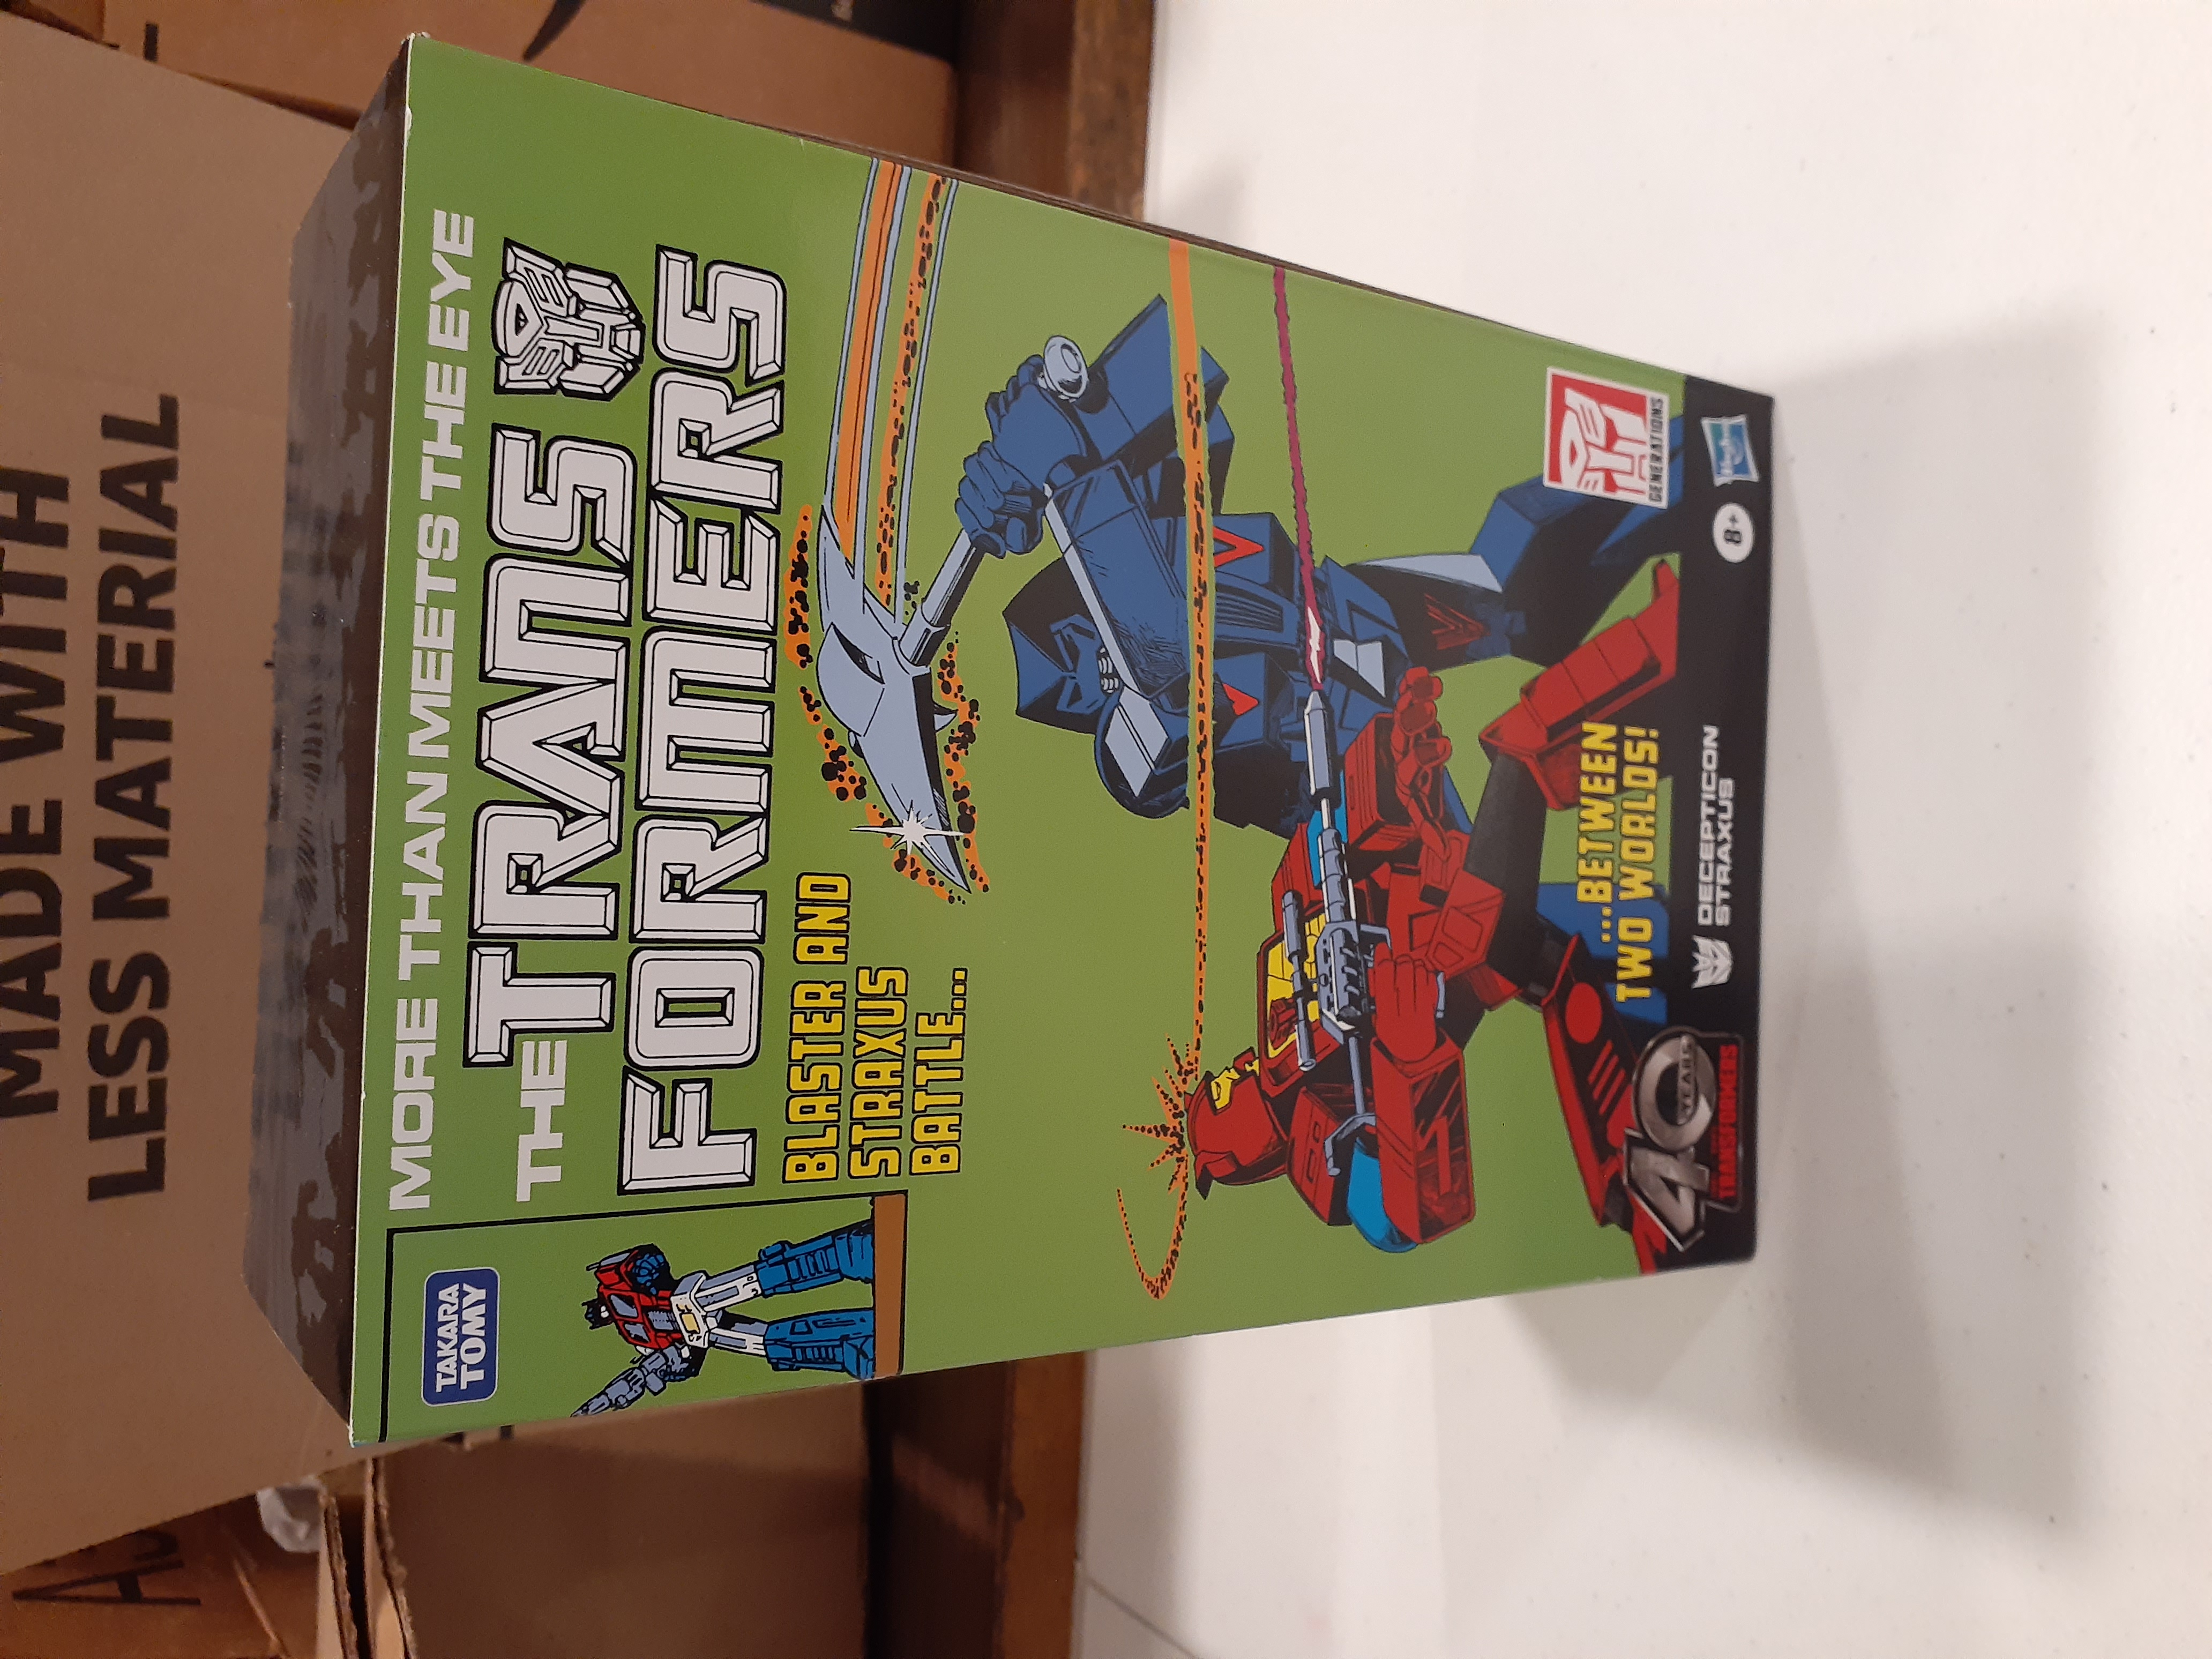 MADE WITH
LESS MATERIAL
TAKARA
TOMY
MORE THAN MEETS THE EYE
THE
TRANS
FORMERS
BLASTER AND
STRAXUS
BATTLE...
...BETWEEN
TWO WORLDS!
GENERATIONS
40
YEARS
TRANSFORMERS
DECEPTICON
STRAXUS
8+
Hasbro